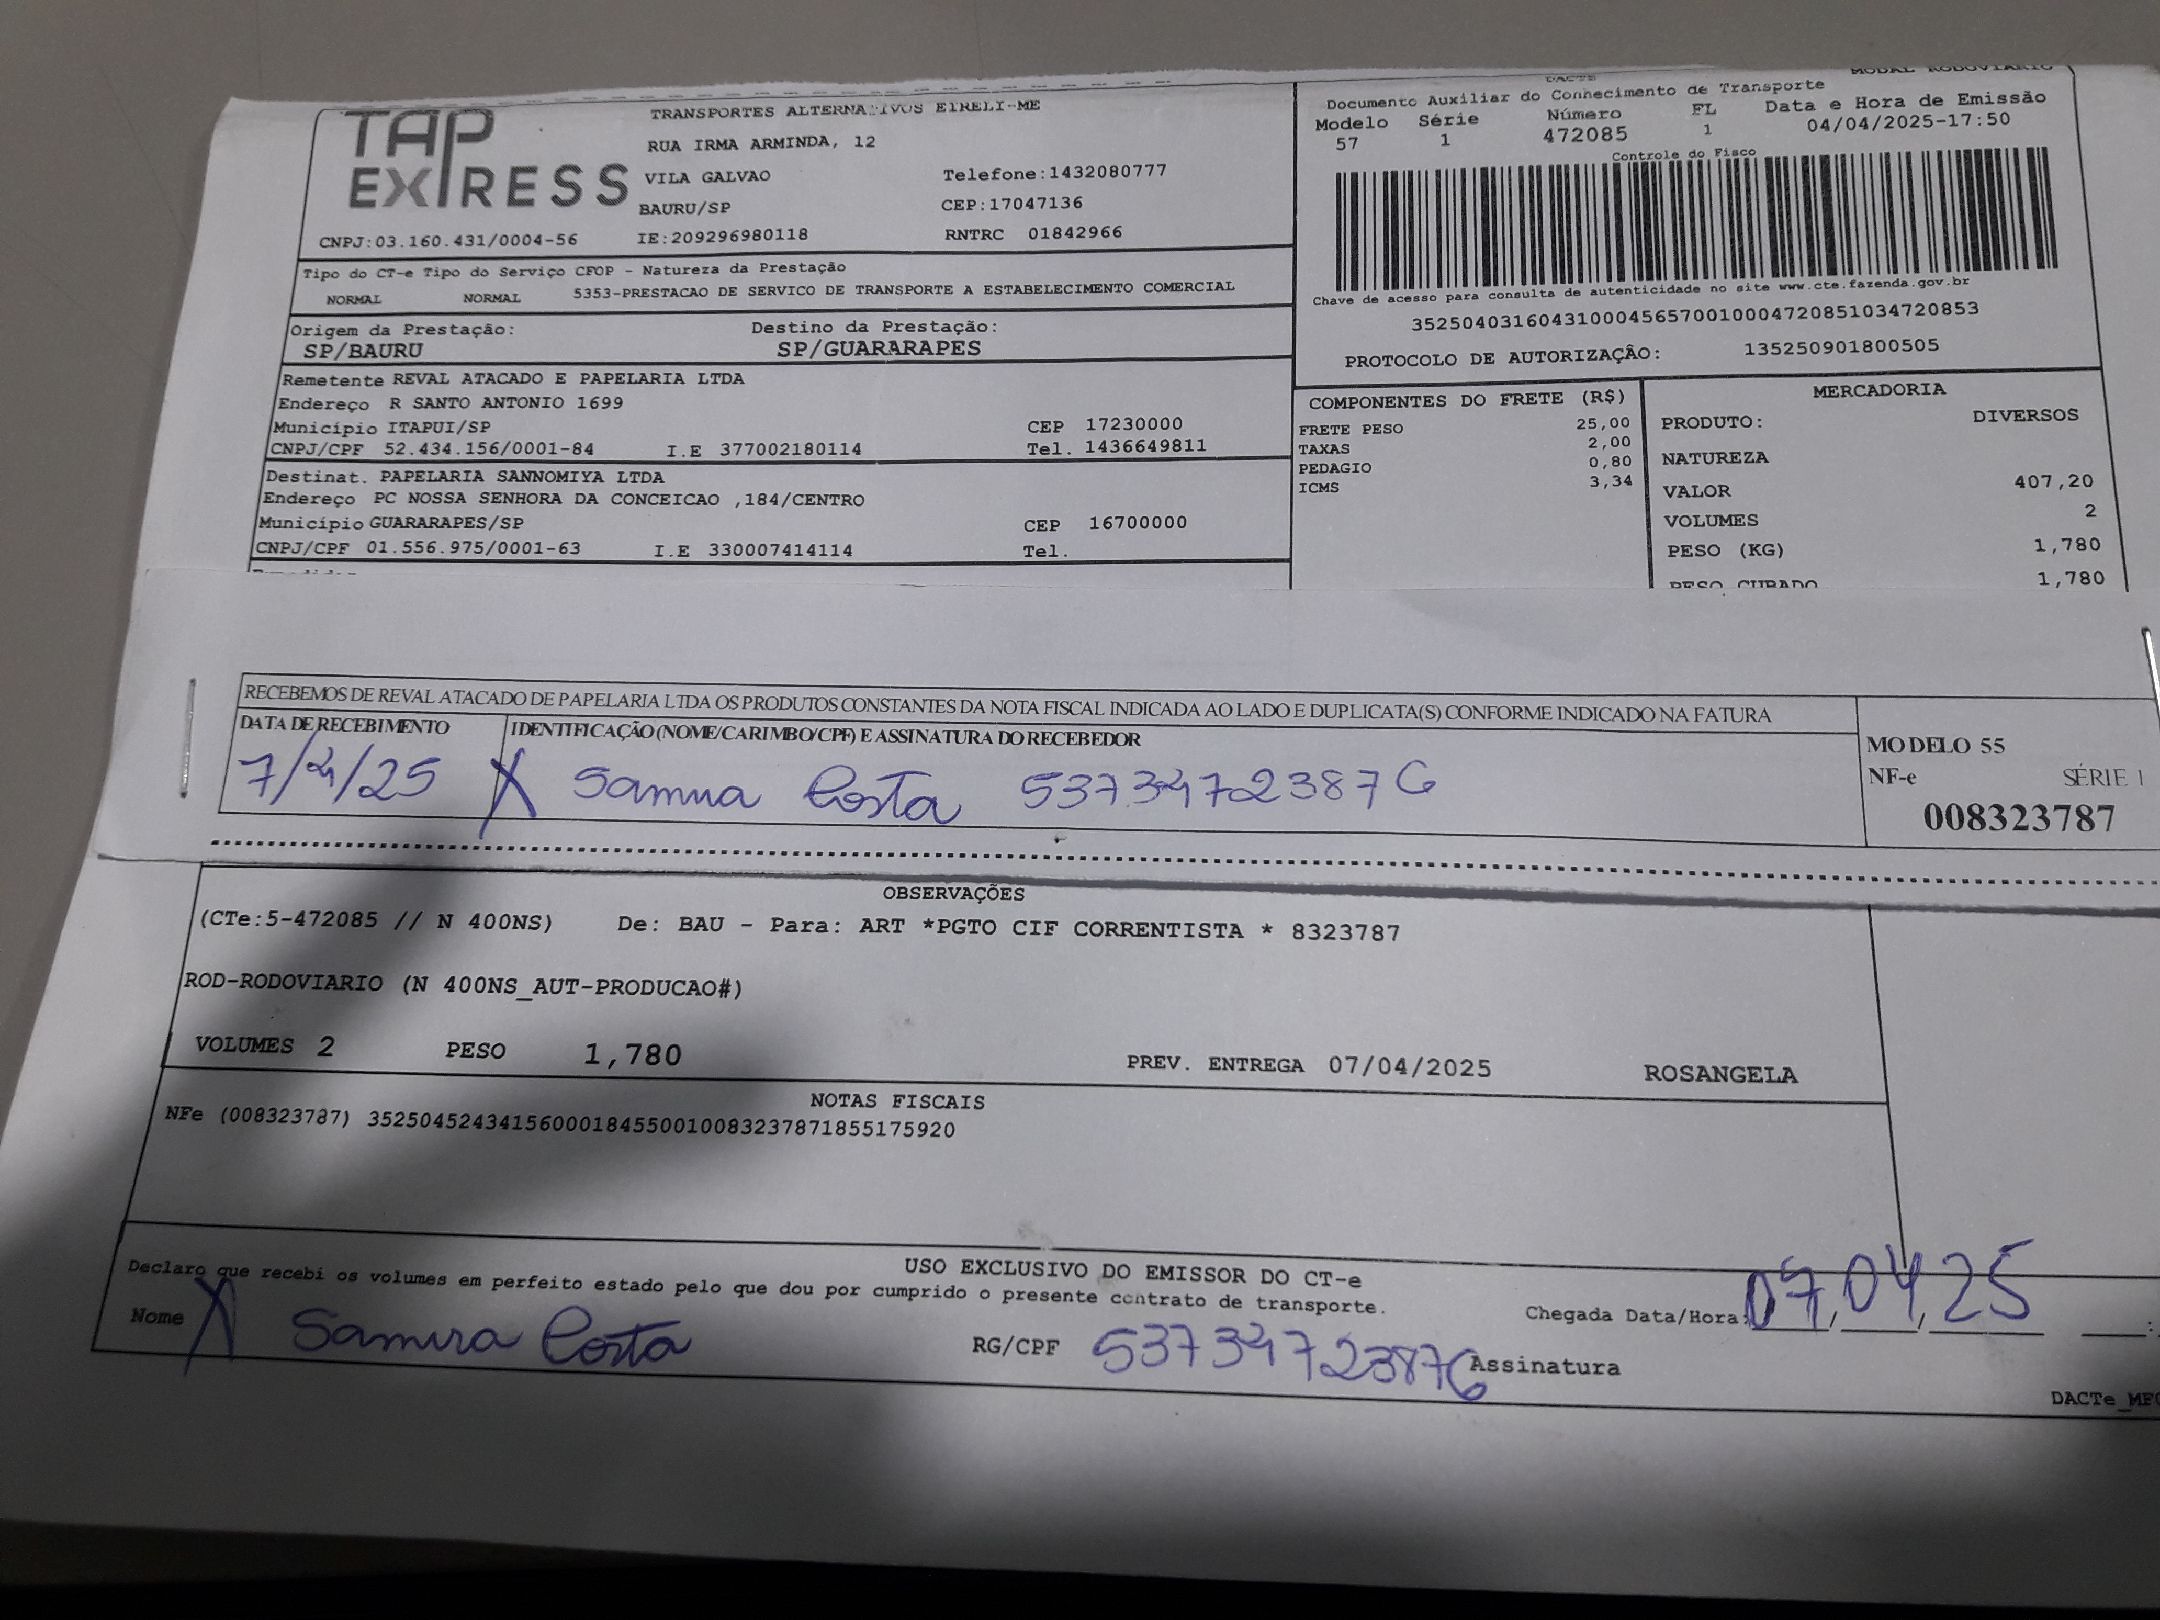 DACTE
MODAL RODOVIARIO
TAP EXPRESS
TRANSPORTES ALTERNATIVOS EIRELI-ME
RUA IRMA ARMINDA, 12
VILA GALVAO Telefone:1432080777
BAURU/SP CEP:17047136
CNPJ:03.160.431/0004-56 IE:209296980118 RNTRC 01842966
Documento Auxiliar do Conhecimento de Transporte
Modelo Série Número FL Data e Hora de Emissão
57 1 472085 1 04/04/2025-17:50
Controle do Fisco
Chave de acesso para consulta de autenticidade no site www.cte.fazenda.gov.br
35250403160431000456570010004720851034720853
PROTOCOLO DE AUTORIZAÇÃO: 135250901800505
Tipo do CT-e Tipo do Serviço CFOP - Natureza da Prestação
NORMAL NORMAL 5353-PRESTACAO DE SERVICO DE TRANSPORTE A ESTABELECIMENTO COMERCIAL
Origem da Prestação: Destino da Prestação:
SP/BAURU SP/GUARARAPES
Remetente REVAL ATACADO E PAPELARIA LTDA
Endereço R SANTO ANTONIO 1699
Município ITAPUI/SP CEP 17230000
CNPJ/CPF 52.434.156/0001-84 I.E 377002180114 Tel. 1436649811
Destinat. PAPELARIA SANNOMIYA LTDA
Endereço PC NOSSA SENHORA DA CONCEICAO ,184/CENTRO
Município GUARARAPES/SP CEP 16700000
CNPJ/CPF 01.556.975/0001-63 I.E 330007414114 Tel.
COMPONENTES DO FRETE (R$)
FRETE PESO 25,00
TAXAS 2,00
PEDAGIO 0,80
ICMS 3,34
MERCADORIA
PRODUTO: DIVERSOS
NATUREZA
VALOR 407,20
VOLUMES 2
PESO (KG) 1,780
PESO CUBADO 1,780
RECEBEMOS DE REVAL ATACADO DE PAPELARIA LTDA OS PRODUTOS CONSTANTES DA NOTA FISCAL INDICADA AO LADO E DUPLICATA(S) CONFORME INDICADO NA FATURA
DATA DE RECEBIMENTO IDENTIFICAÇÃO (NOME/CARIMBO/CPF) E ASSINATURA DO RECEBEDOR
7/4/25 X Samira Costa 53734723876
MODELO 55
NF-e SÉRIE 1
008323787
OBSERVAÇÕES
(CTe:5-472085 // N 400NS) De: BAU - Para: ART *PGTO CIF CORRENTISTA * 8323787
ROD-RODOVIARIO (N 400NS_AUT-PRODUCAO#)
VOLUMES 2 PESO 1,780 PREV. ENTREGA 07/04/2025 ROSANGELA
NOTAS FISCAIS
NFe (008323787) 35250452434156000184550010083237871855175920
USO EXCLUSIVO DO EMISSOR DO CT-e
Declaro que recebi os volumes em perfeito estado pelo que dou por cumprido o presente contrato de transporte.
Nome X Samira Costa RG/CPF 53734723876 Assinatura
Chegada Data/Hora: 07,04,25 :